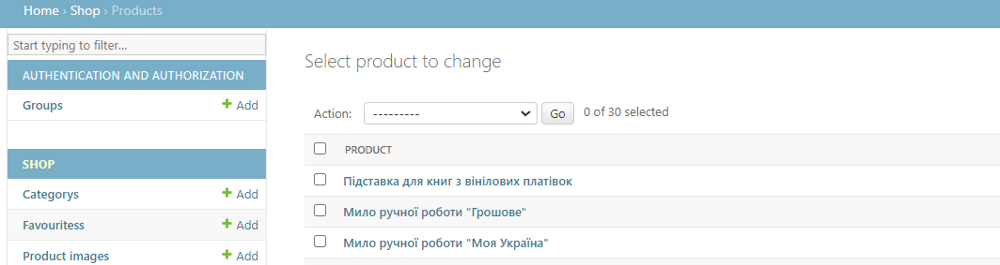 Home › Shop › Products
Start typing to filter...
AUTHENTICATION AND AUTHORIZATION
Groups + Add
SHOP
Categorys + Add
Favouritess + Add
Product images + Add
Select product to change
Action: --------- Go 0 of 30 selected
PRODUCT
Підставка для книг з вінілових платівок
Мило ручної роботи "Грошове"
Мило ручної роботи "Моя Україна"